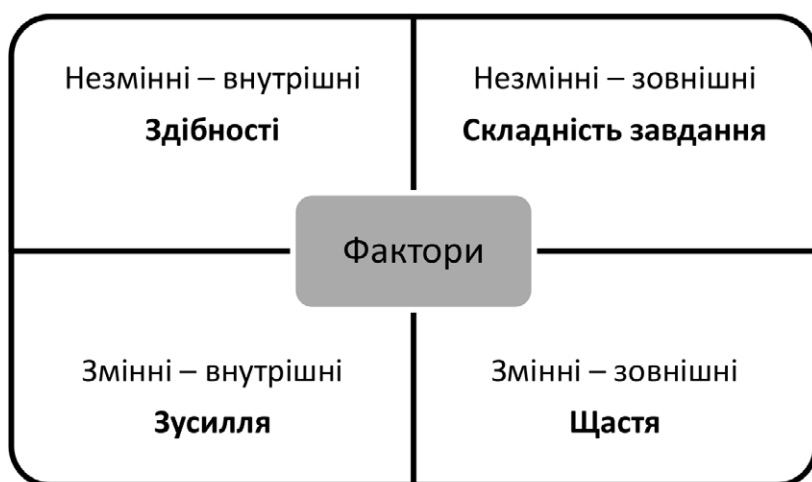 Незмінні – внутрішні
Здібності
Незмінні – зовнішні
Складність завдання
Фактори
Змінні – внутрішні
Зусилля
Змінні – зовнішні
Щастя